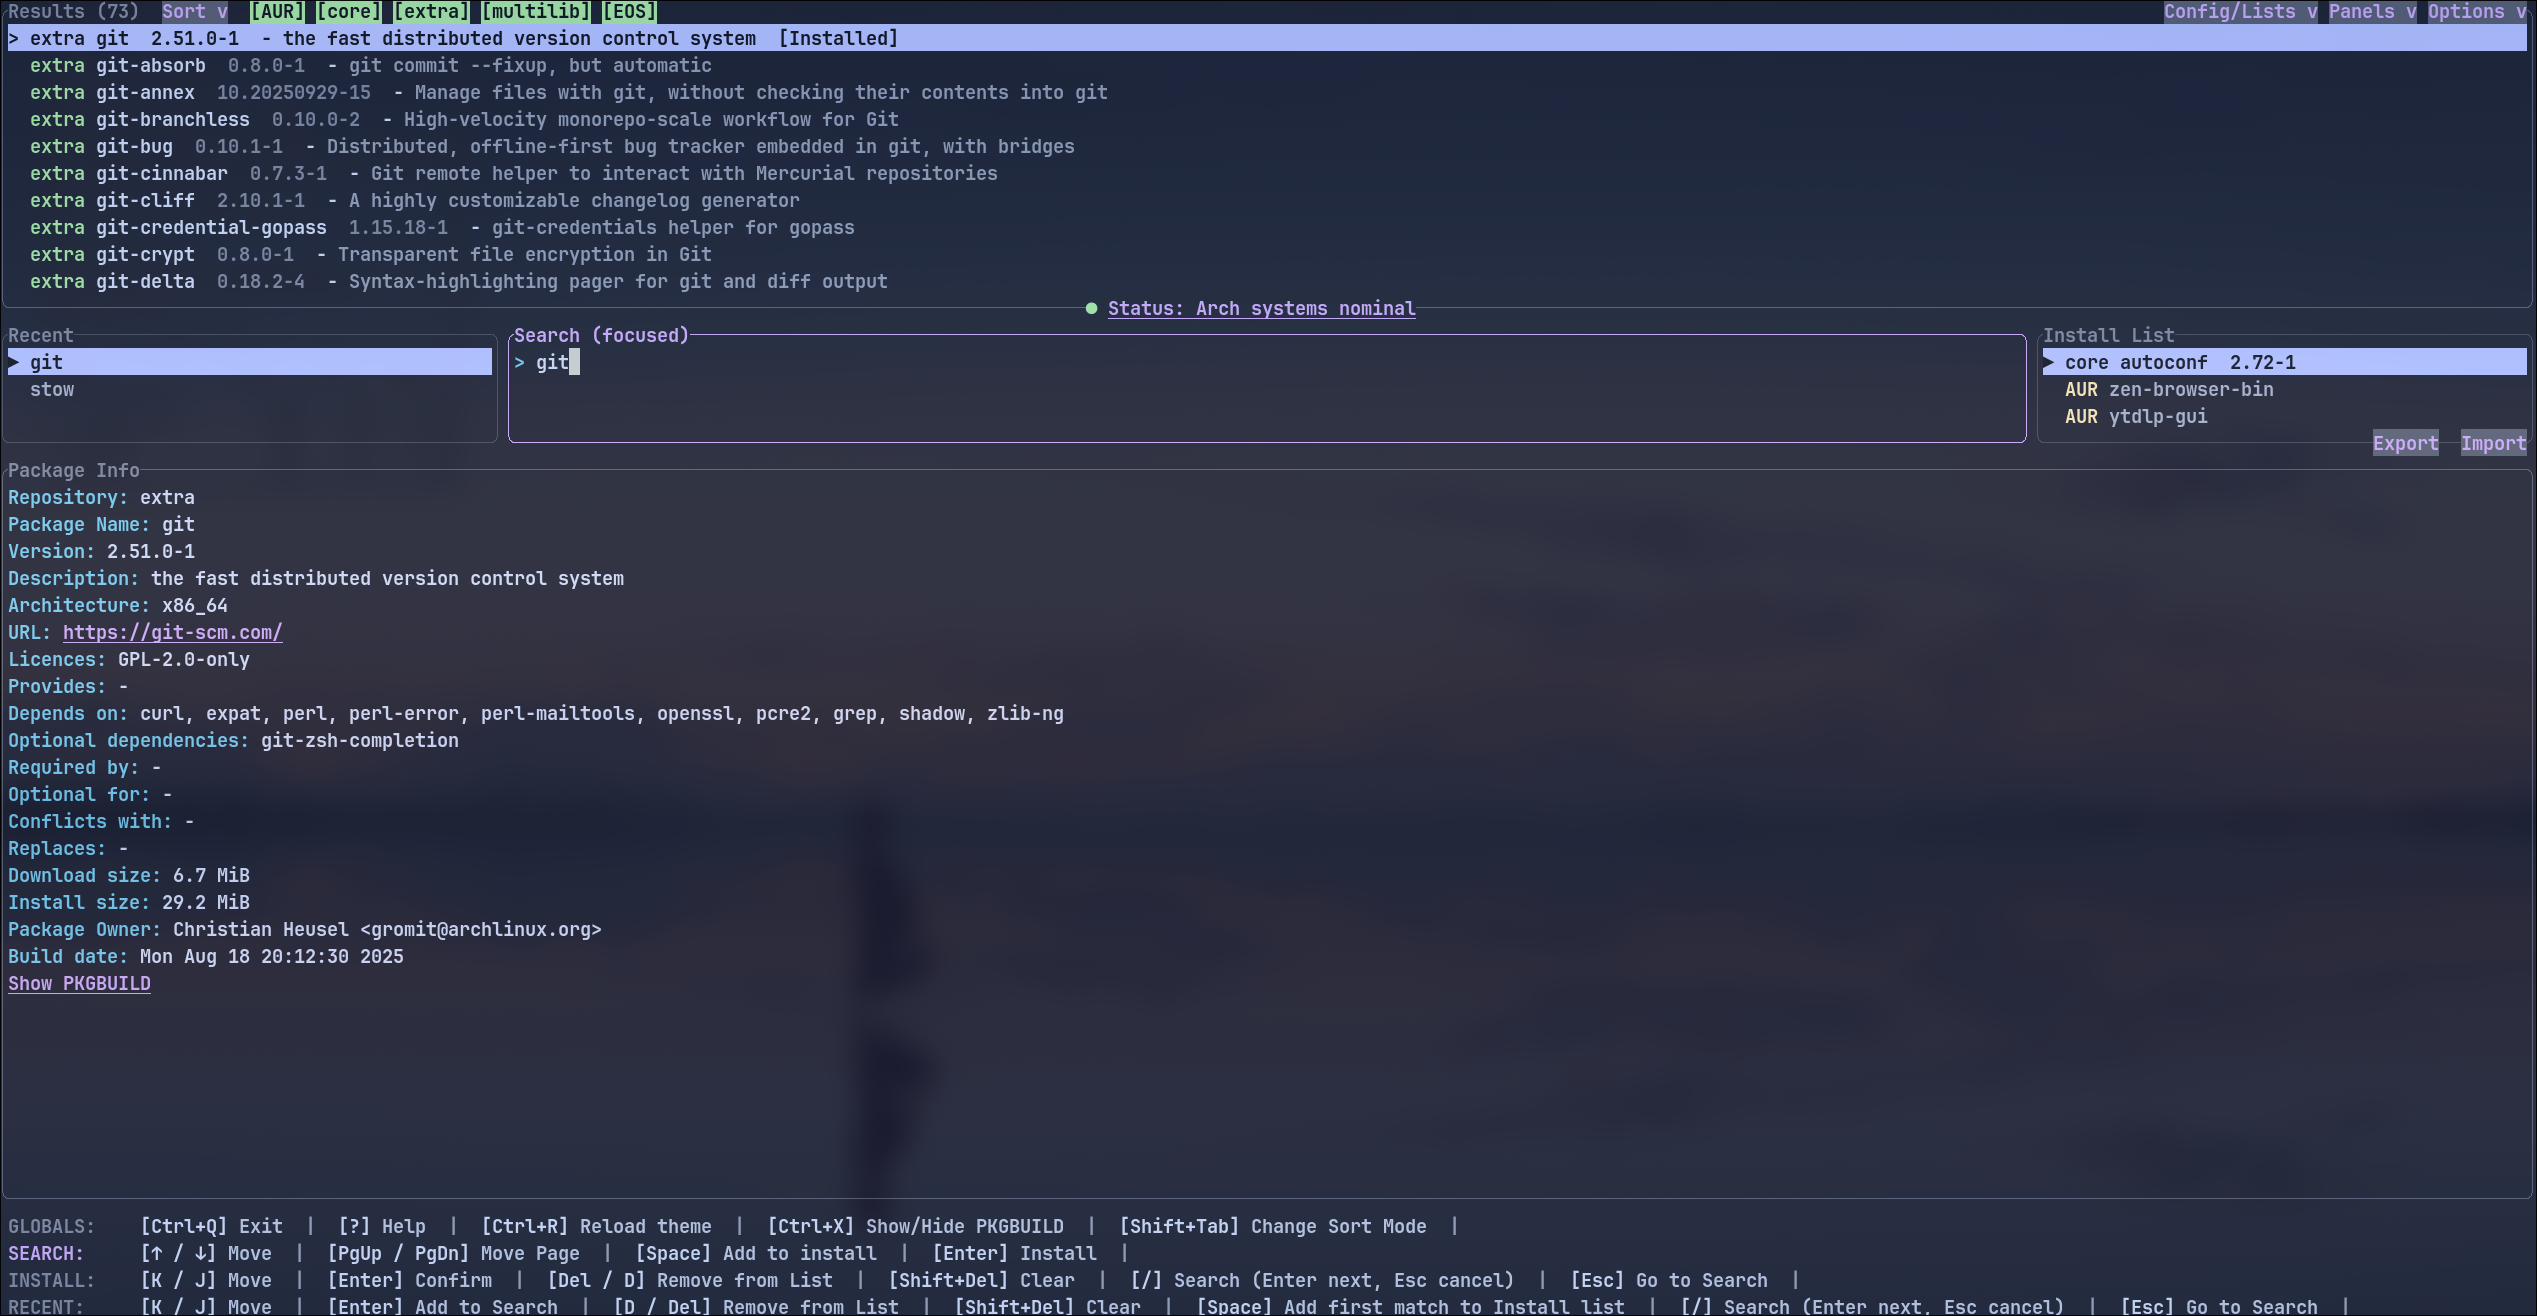 Results (73)  Sort v  [AUR] [core] [extra] [multilib] [EOS]  Config/Lists v Panels v Options v
> extra git  2.51.0-1  - the fast distributed version control system  [Installed]
extra git-absorb  0.8.0-1  - git commit --fixup, but automatic
extra git-annex  10.20250929-15  - Manage files with git, without checking their contents into git
extra git-branchless  0.10.0-2  - High-velocity monorepo-scale workflow for Git
extra git-bug  0.10.1-1  - Distributed, offline-first bug tracker embedded in git, with bridges
extra git-cinnabar  0.7.3-1  - Git remote helper to interact with Mercurial repositories
extra git-cliff  2.10.1-1  - A highly customizable changelog generator
extra git-credential-gopass  1.15.18-1  - git-credentials helper for gopass
extra git-crypt  0.8.0-1  - Transparent file encryption in Git
extra git-delta  0.18.2-4  - Syntax-highlighting pager for git and diff output
Status: Arch systems nominal
Recent
▶ git
stow
Search (focused)
> git
Install List
▶ core autoconf  2.72-1
AUR zen-browser-bin
AUR ytdlp-gui
Export  Import
Package Info
Repository: extra
Package Name: git
Version: 2.51.0-1
Description: the fast distributed version control system
Architecture: x86_64
URL: https://git-scm.com/
Licences: GPL-2.0-only
Provides: -
Depends on: curl, expat, perl, perl-error, perl-mailtools, openssl, pcre2, grep, shadow, zlib-ng
Optional dependencies: git-zsh-completion
Required by: -
Optional for: -
Conflicts with: -
Replaces: -
Download size: 6.7 MiB
Install size: 29.2 MiB
Package Owner: Christian Heusel <gromit@archlinux.org>
Build date: Mon Aug 18 20:12:30 2025
Show PKGBUILD
GLOBALS:  [Ctrl+Q] Exit  |  [?] Help  |  [Ctrl+R] Reload theme  |  [Ctrl+X] Show/Hide PKGBUILD  |  [Shift+Tab] Change Sort Mode  |
SEARCH:  [↑ / ↓] Move  |  [PgUp / PgDn] Move Page  |  [Space] Add to install  |  [Enter] Install  |
INSTALL:  [K / J] Move  |  [Enter] Confirm  |  [Del / D] Remove from List  |  [Shift+Del] Clear  |  [/] Search (Enter next, Esc cancel)  |  [Esc] Go to Search  |
RECENT:  [K / J] Move  |  [Enter] Add to Search  |  [D / Del] Remove from List  |  [Shift+Del] Clear  |  [Space] Add first match to Install list  |  [/] Search (Enter next, Esc cancel)  |  [Esc] Go to Search  |